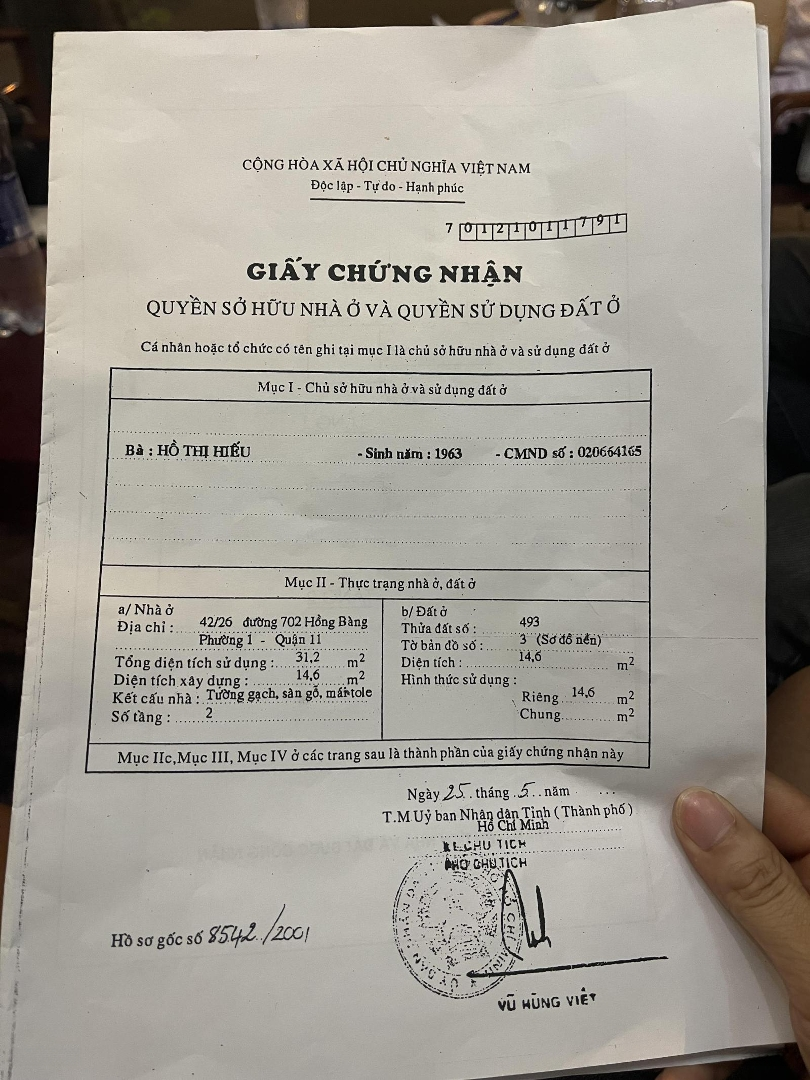 CỘNG HÒA XÃ HỘI CHỦ NGHĨA VIỆT NAM
Độc lập - Tự do - Hạnh phúc
7 0 1 2 1 0 1 1 7 9 1
GIẤY CHỨNG NHẬN
QUYỀN SỞ HỮU NHÀ Ở VÀ QUYỀN SỬ DỤNG ĐẤT Ở
Cá nhân hoặc tổ chức có tên ghi tại mục I là chủ sở hữu nhà ở và sử dụng đất ở
Mục I - Chủ sở hữu nhà ở và sử dụng đất ở
Bà : HỒ THỊ HIẾU - Sinh năm : 1963 - CMND số : 020664165
Mục II - Thực trạng nhà ở, đất ở
a/ Nhà ở
Địa chỉ : 42/26 đường 702 Hồng Bàng
Phường 1 - Quận 11
Tổng diện tích sử dụng : 31,2 m2
Diện tích xây dựng : 14,6 m2
Kết cấu nhà : Tường gạch, sàn gỗ, mái tole
Số tầng : 2
b/ Đất ở
Thửa đất số : 493
Tờ bản đồ số : 3 (Sơ đồ nền)
Diện tích : 14,6 m2
Hình thức sử dụng :
Riêng 14,6 m2
Chung m2
Mục IIc,Mục III, Mục IV ở các trang sau là thành phần của giấy chứng nhận này
Ngày 25 tháng 5 năm
T.M Uỷ ban Nhân dân Tỉnh ( Thành phố )
Hồ Chí Minh
KT.CHỦ TỊCH
PHÓ CHỦ TỊCH
Hồ sơ gốc số 8542/2001
VŨ HÙNG VIỆT